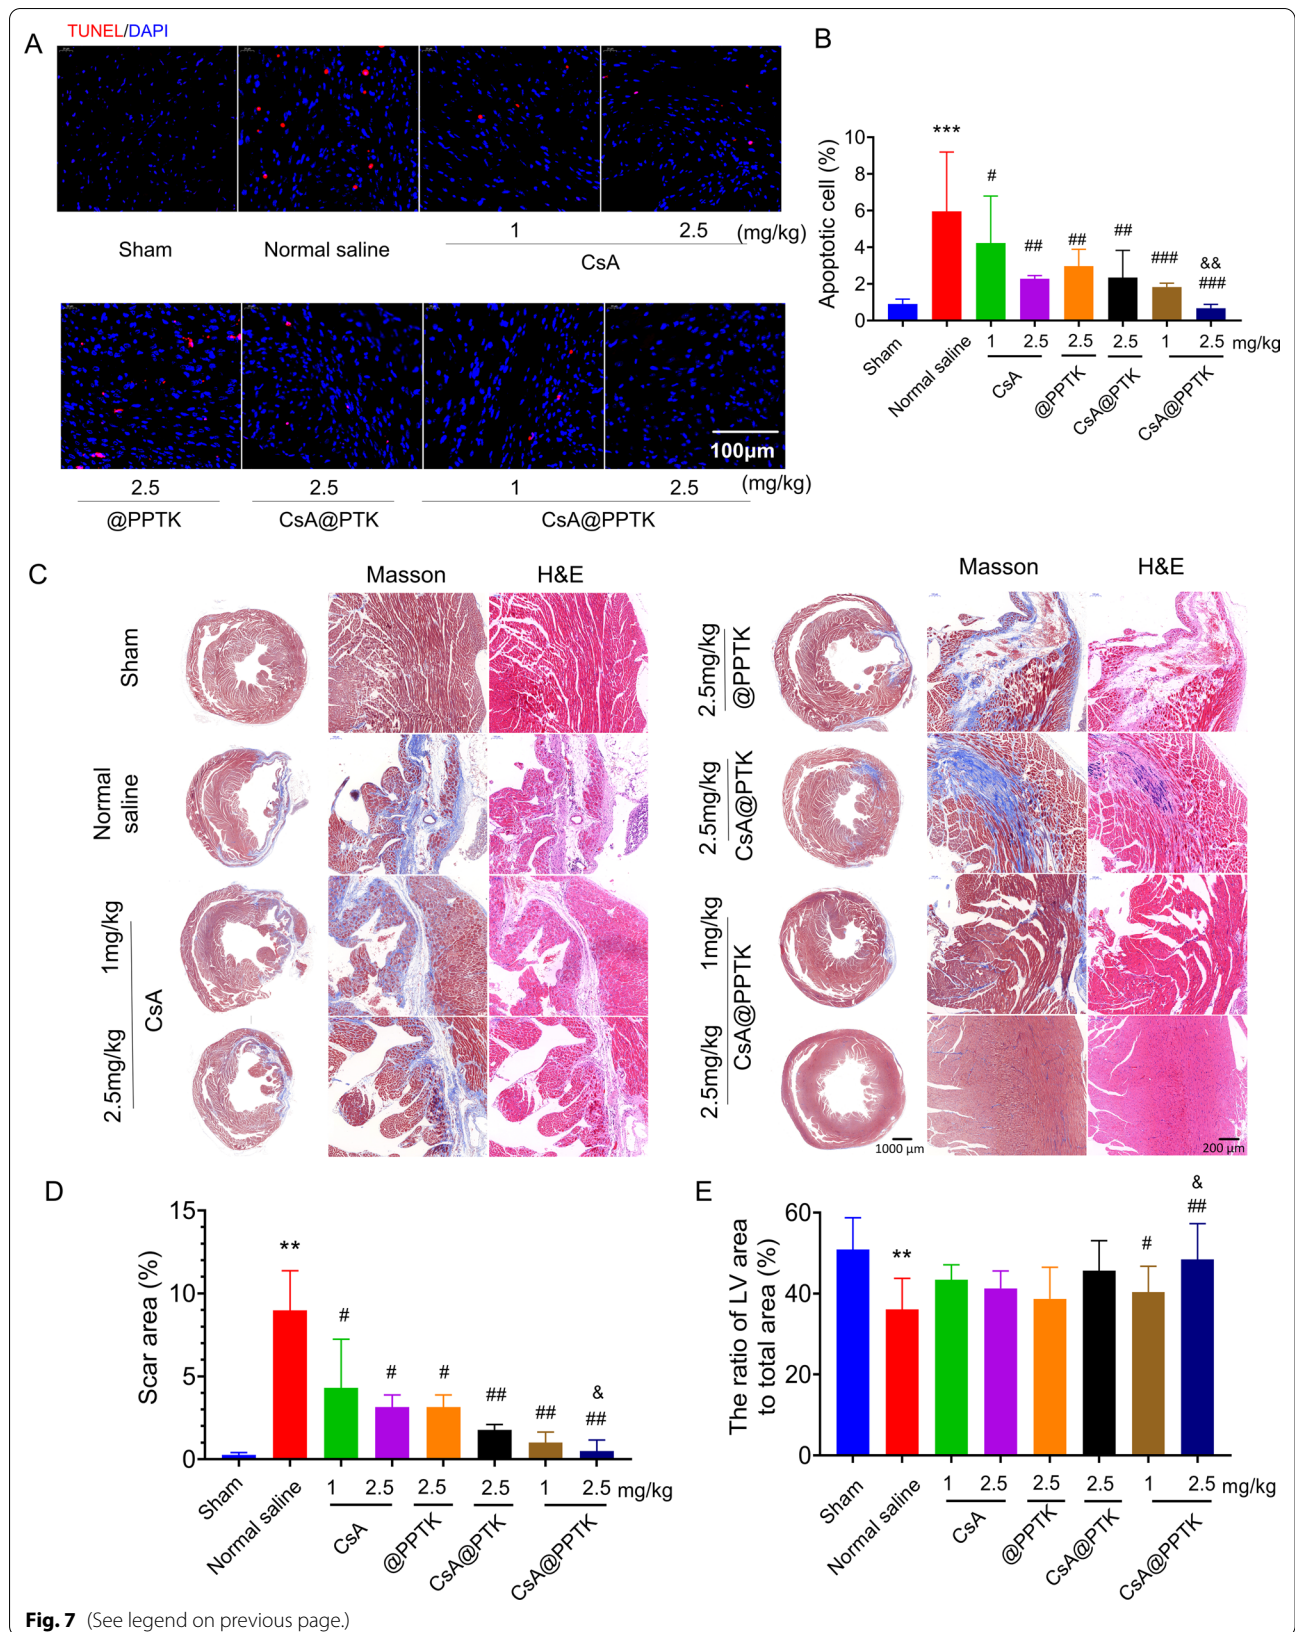 A
TUNEL/DAPI
Sham
Normal saline
1
2.5
(mg/kg)
CsA
2.5
2.5
1
2.5
(mg/kg)
@PPTK
CsA@PTK
CsA@PPTK
100μm
B
Apoptotic cell (%)
10
8
6
4
2
0
***
#
##
##
##
###
&&
###
Sham
Normal saline
1
2.5
2.5
2.5
1
2.5
mg/kg
CsA
@PPTK
CsA@PTK
CsA@PPTK
C
Masson
H&E
Sham
Normal
saline
1mg/kg
2.5mg/kg
CsA
Masson
H&E
2.5mg/kg
@PPTK
2.5mg/kg
CsA@PTK
1mg/kg
2.5mg/kg
CsA@PPTK
1000 μm
200 μm
D
Scar area (%)
15
10
5
0
**
#
#
#
##
##
&
##
Sham
Normal saline
1
2.5
2.5
2.5
1
2.5
mg/kg
CsA
@PPTK
CsA@PTK
CsA@PPTK
E
The ratio of LV area
to total area (%)
60
40
20
0
**
#
&
##
Sham
Normal saline
1
2.5
2.5
2.5
1
2.5
mg/kg
CsA
@PPTK
CsA@PTK
CsA@PPTK
Fig. 7 (See legend on previous page.)